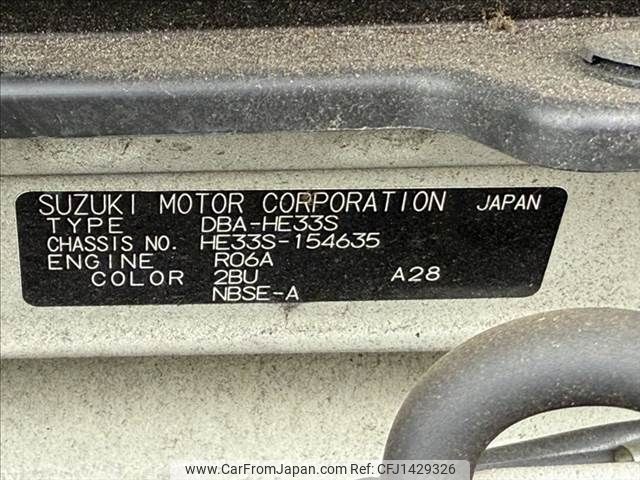 SUZUKI MOTOR CORPORATION JAPAN
TYPE DBA-HE33S
CHASSIS NO. HE33S-154635
ENGINE R06A
COLOR 2BU A28
NBSE-A
www.CarFromJapan.com CFJ1429326